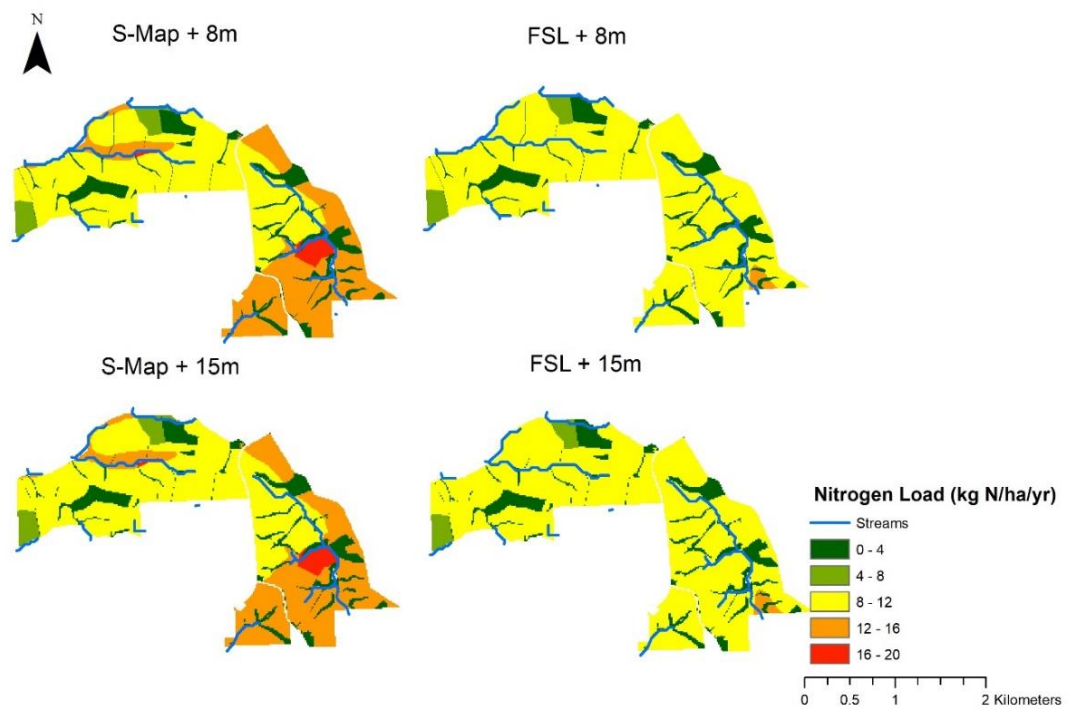 N
S-Map + 8m
FSL + 8m
S-Map + 15m
FSL + 15m
Nitrogen Load (kg N/ha/yr)
Streams
0 - 4
4 - 8
8 - 12
12 - 16
16 - 20
0 0.5 1 2 Kilometers